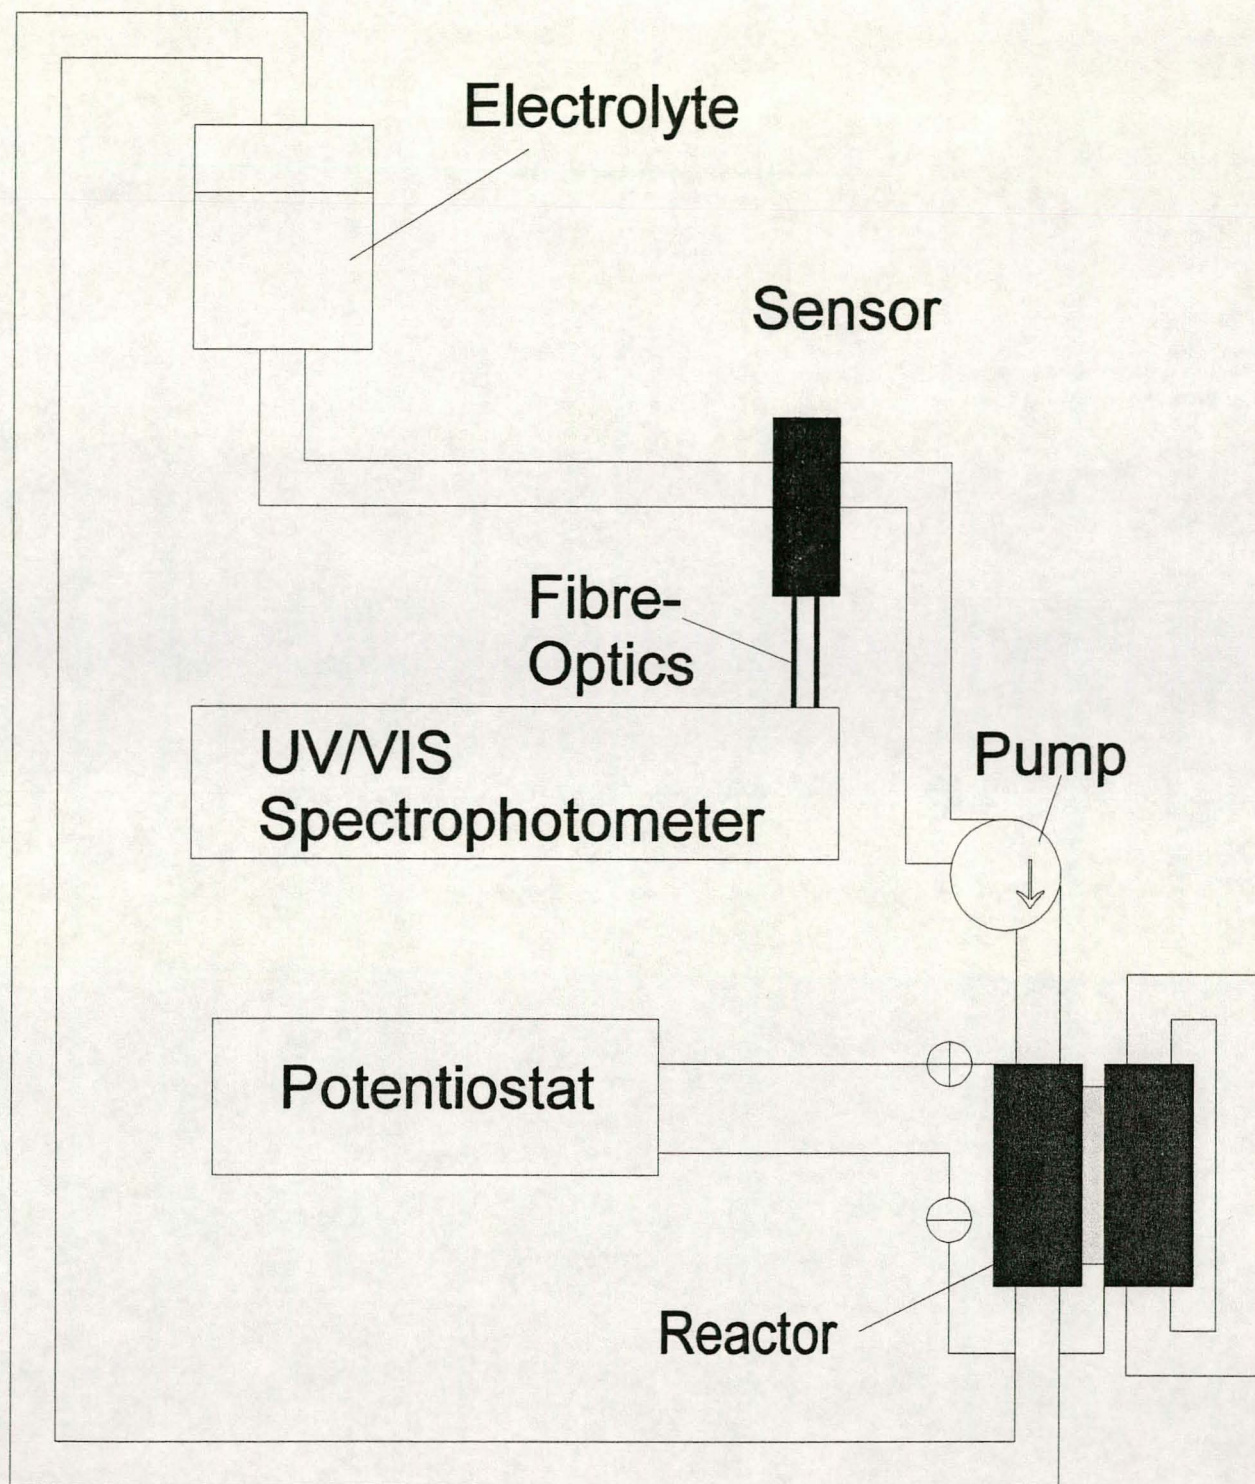 Electrolyte
Sensor
Fibre-
Optics
UV/VIS
Spectrophotometer
Pump
Potentiostat
Reactor